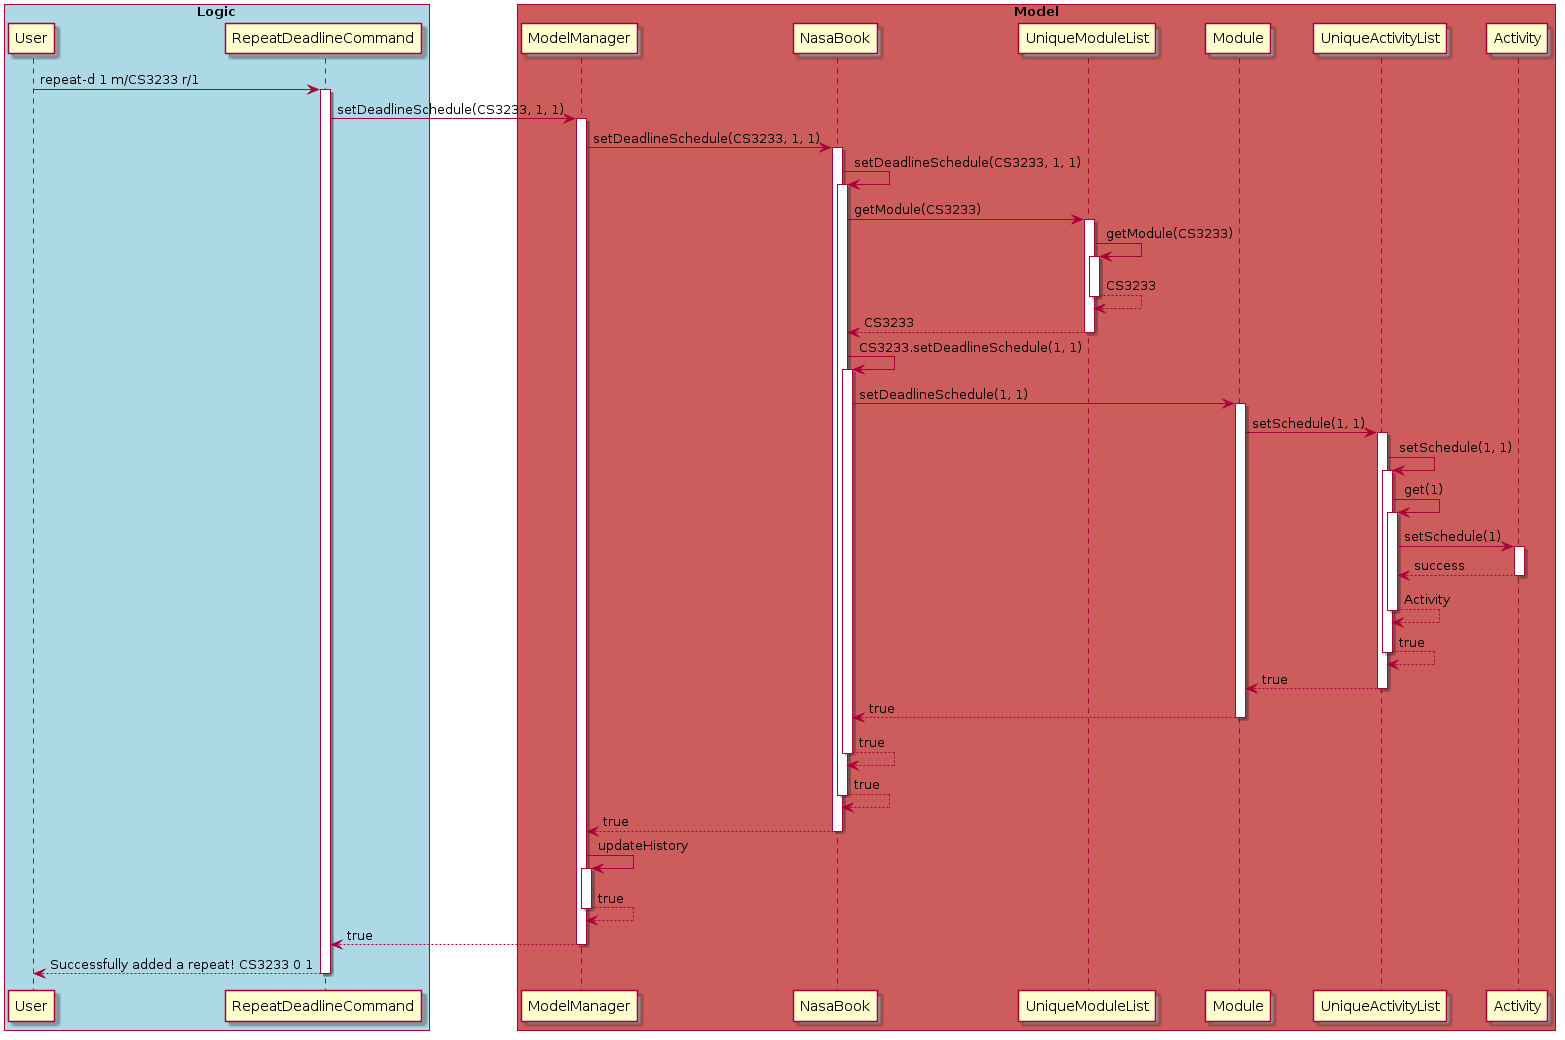 Logic
Model
User
RepeatDeadlineCommand
ModelManager
NasaBook
UniqueModuleList
Module
UniqueActivityList
Activity
repeat-d 1 m/CS3233 r/1
setDeadlineSchedule(CS3233, 1, 1)
setDeadlineSchedule(CS3233, 1, 1)
setDeadlineSchedule(CS3233, 1, 1)
getModule(CS3233)
getModule(CS3233)
CS3233
CS3233
CS3233.setDeadlineSchedule(1, 1)
setDeadlineSchedule(1, 1)
setSchedule(1, 1)
setSchedule(1, 1)
get(1)
setSchedule(1)
success
Activity
true
true
true
true
true
true
updateHistory
true
true
Successfully added a repeat! CS3233 0 1
User
RepeatDeadlineCommand
ModelManager
NasaBook
UniqueModuleList
Module
UniqueActivityList
Activity